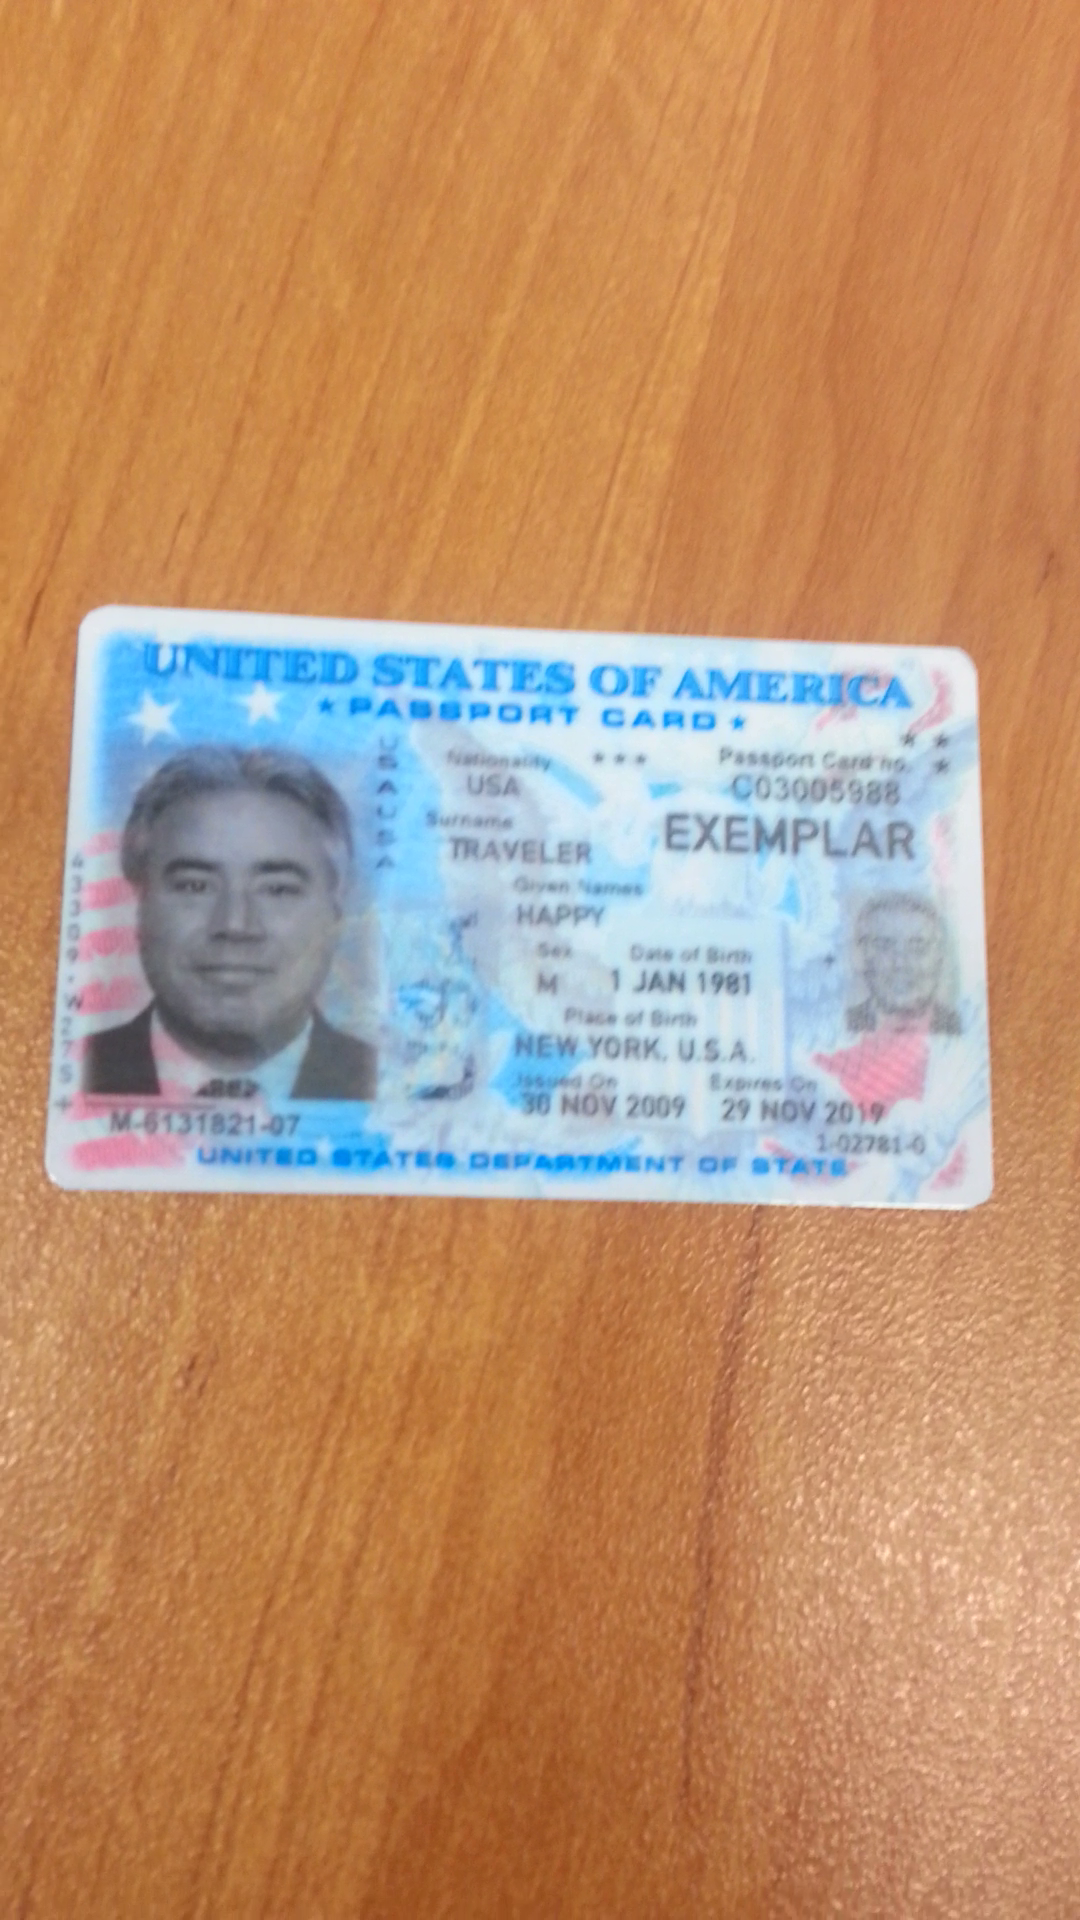 UNITED STATES OF AMERICA
★ PASSPORT CARD ★
USAUSA
Nationality
★ ★ ★
Passport Card no.
USA
C03005988
Surname
EXEMPLAR
TRAVELER
Given Names
HAPPY
Sex
Date of Birth
M
1 JAN 1981
Place of Birth
NEW YORK, U.S.A.
Issued On
Expires On
30 NOV 2009
29 NOV 2019
M-6131821-07
1-02781-0
UNITED STATES DEPARTMENT OF STATE